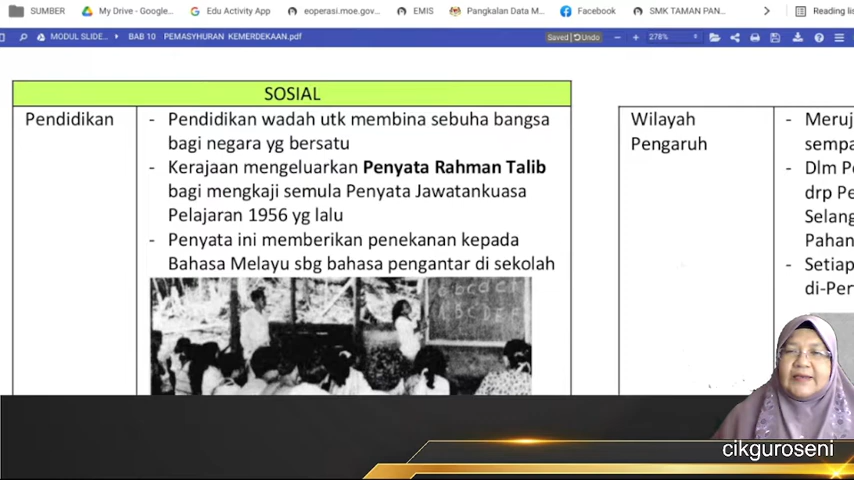 SUMBER
My Drive - Google...
Edu Activity App
eoperasi.moe.gov...
EMIS
Pangkalan Data M...
Facebook
SMK TAMAN PAN...
Reading lis
MODUL SLIDE...
BAB 10 PEMASYHURAN KEMERDEKAAN.pdf
Saved
Undo
278%
SOSIAL
Pendidikan
- Pendidikan wadah utk membina sebuha bangsa
bagi negara yg bersatu
- Kerajaan mengeluarkan Penyata Rahman Talib
bagi mengkaji semula Penyata Jawatankuasa
Pelajaran 1956 yg lalu
- Penyata ini memberikan penekanan kepada
Bahasa Melayu sbg bahasa pengantar di sekolah
Wilayah
Pengaruh
- Meruj
sempa
- Dlm Pe
drp Pe
Selang
Pahan
- Setiap
di-Per
cikguroseni